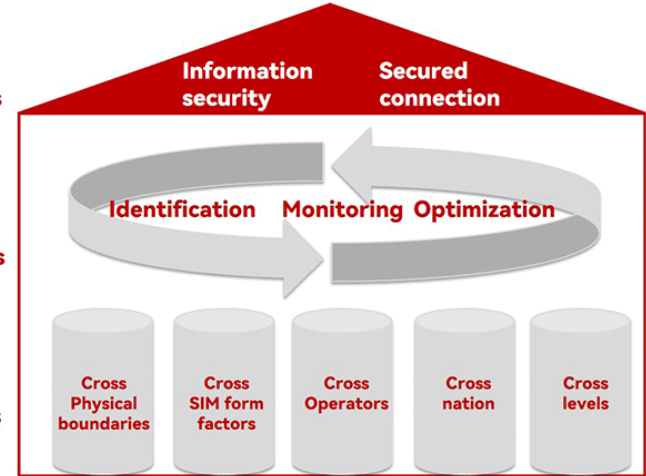 Information Secured
security connection
Identification Monitoring Optimization
Cross Cross Cross Cross Cross
Physical SIM form Operators nation levels
boundaries factors